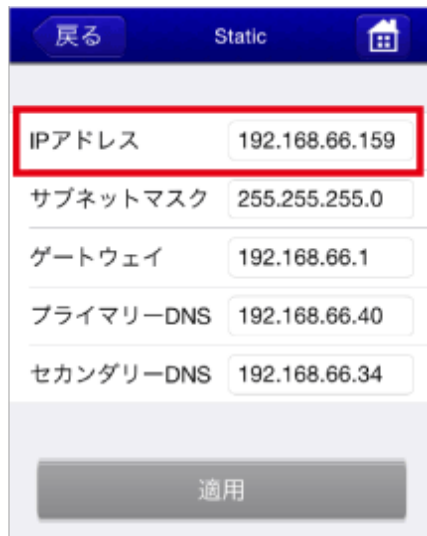 戻る Static
IPアドレス 192.168.66.159
サブネットマスク 255.255.255.0
ゲートウェイ 192.168.66.1
プライマリーDNS 192.168.66.40
セカンダリーDNS 192.168.66.34
適用